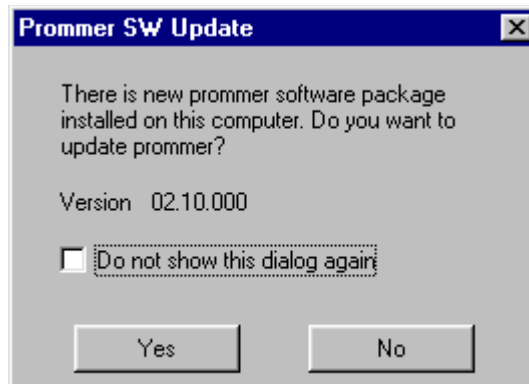 Prommer SW Update
There is new prommer software package
installed on this computer. Do you want to
update prommer?
Version 02.10.000
Do not show this dialog again
Yes No